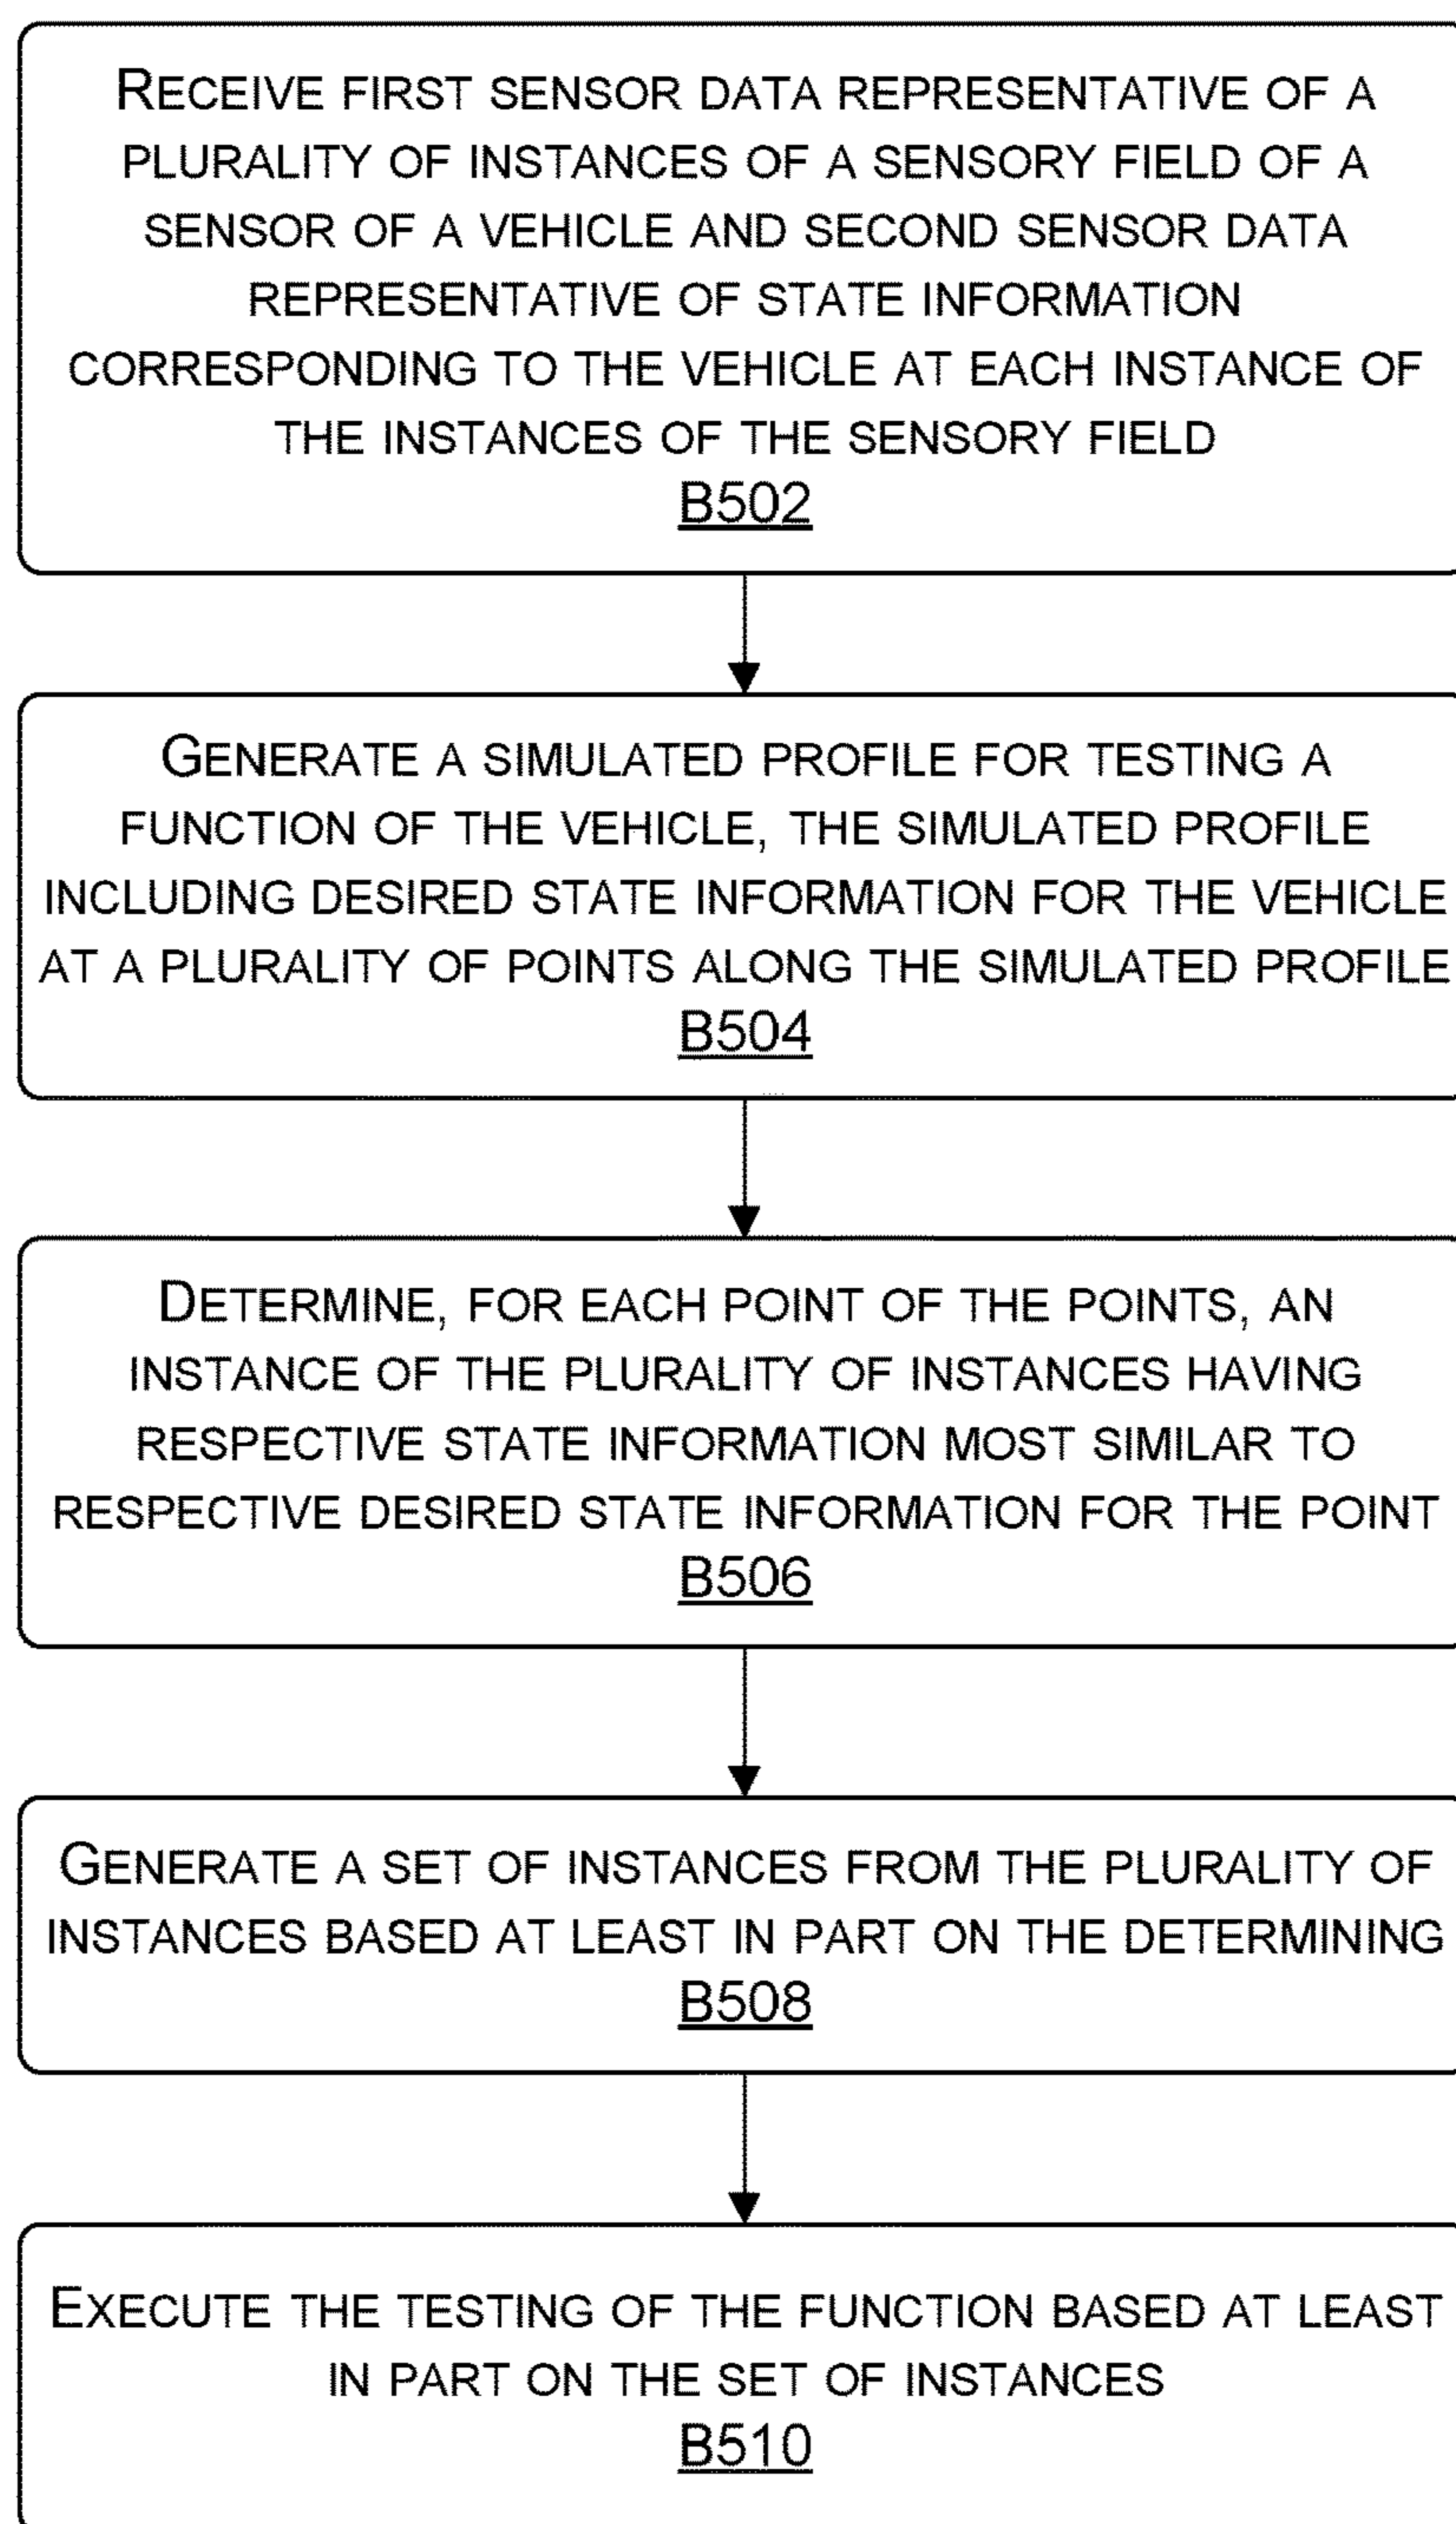 RECEIVE FIRST SENSOR DATA REPRESENTATIVE OF A
PLURALITY OF INSTANCES OF A SENSORY FIELD OF A
SENSOR OF A VEHICLE AND SECOND SENSOR DATA
REPRESENTATIVE OF STATE INFORMATION
CORRESPONDING TO THE VEHICLE AT EACH INSTANCE OF
THE INSTANCES OF THE SENSORY FIELD
B502
GENERATE A SIMULATED PROFILE FOR TESTING A
FUNCTION OF THE VEHICLE, THE SIMULATED PROFILE
INCLUDING DESIRED STATE INFORMATION FOR THE VEHICLE
AT A PLURALITY OF POINTS ALONG THE SIMULATED PROFILE
B504
DETERMINE, FOR EACH POINT OF THE POINTS, AN
INSTANCE OF THE PLURALITY OF INSTANCES HAVING
RESPECTIVE STATE INFORMATION MOST SIMILAR TO
RESPECTIVE DESIRED STATE INFORMATION FOR THE POINT
B506
GENERATE A SET OF INSTANCES FROM THE PLURALITY OF
INSTANCES BASED AT LEAST IN PART ON THE DETERMINING
B508
EXECUTE THE TESTING OF THE FUNCTION BASED AT LEAST
IN PART ON THE SET OF INSTANCES
B510